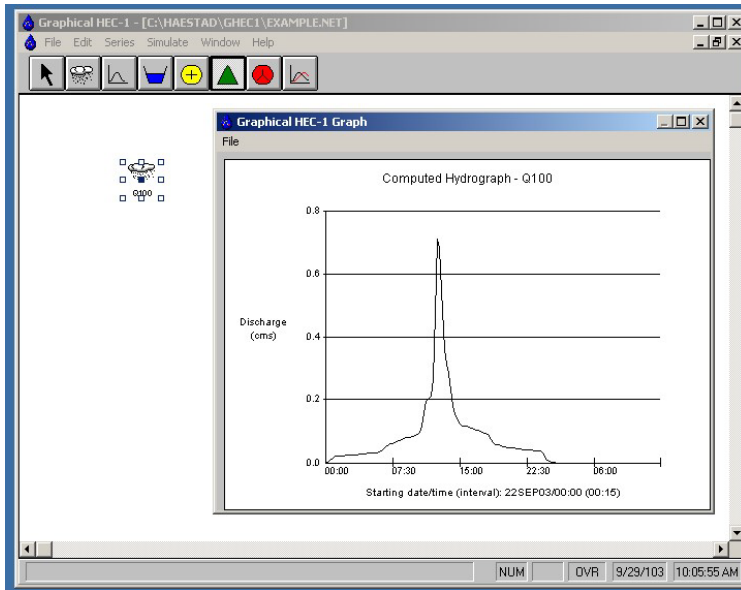 Graphical HEC-1 - [C:\HAESTAD\GHEC1\EXAMPLE.NET]
File Edit Series Simulate Window Help
Graphical HEC-1 Graph
File
Q100
Computed Hydrograph - Q100
0.8
0.6
Discharge
(cms)
0.4
0.2
0.0
00:00 07:30 15:00 22:30 06:00
Starting date/time (interval): 22SEP03/00:00 (00:15)
NUM OVR 9/29/103 10:05:55 AM